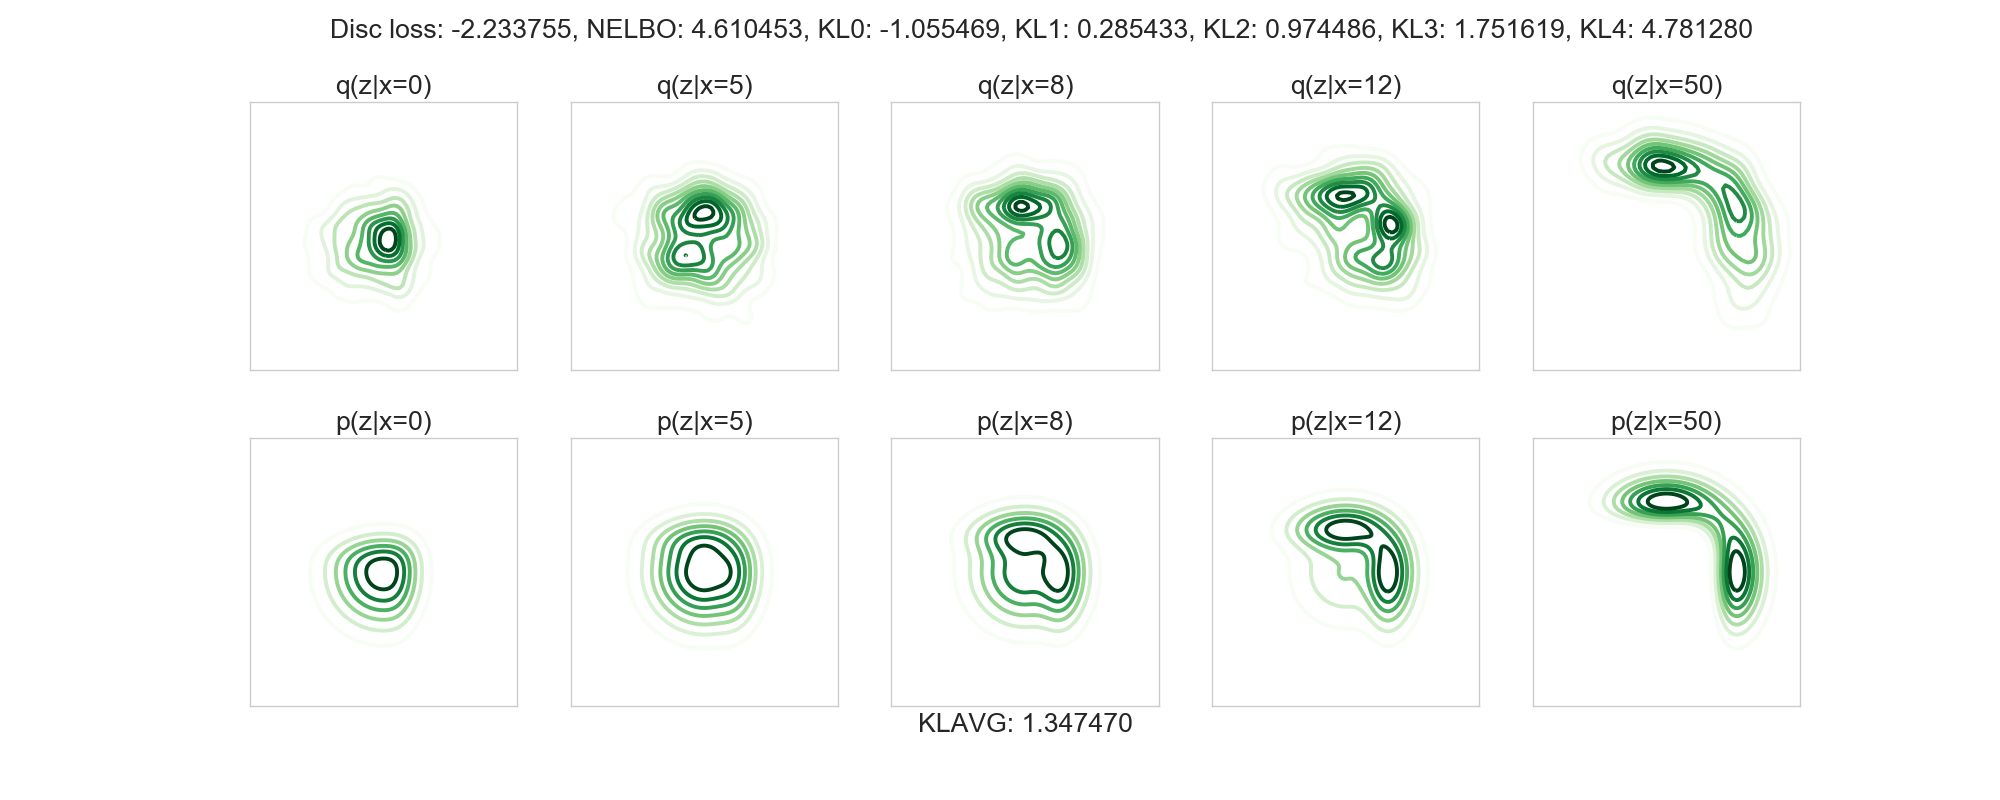 Disc loss: -2.233755, NELBO: 4.610453, KL0: -1.055469, KL1: 0.285433, KL2: 0.974486, KL3: 1.751619, KL4: 4.781280
q(z|x=0) q(z|x=5) q(z|x=8) q(z|x=12) q(z|x=50)
p(z|x=0) p(z|x=5) p(z|x=8) p(z|x=12) p(z|x=50)
KLAVG: 1.347470